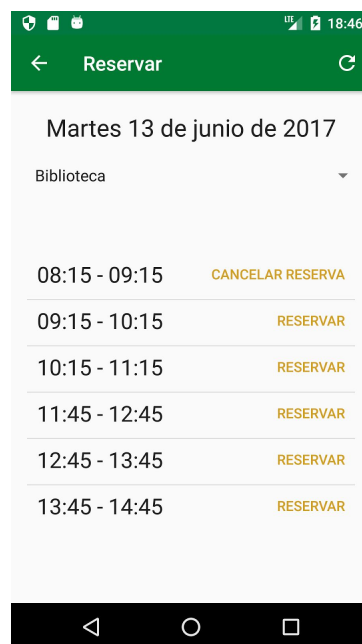 LTE 18:46
Reservar
Martes 13 de junio de 2017
Biblioteca
08:15 - 09:15 CANCELAR RESERVA
09:15 - 10:15 RESERVAR
10:15 - 11:15 RESERVAR
11:45 - 12:45 RESERVAR
12:45 - 13:45 RESERVAR
13:45 - 14:45 RESERVAR